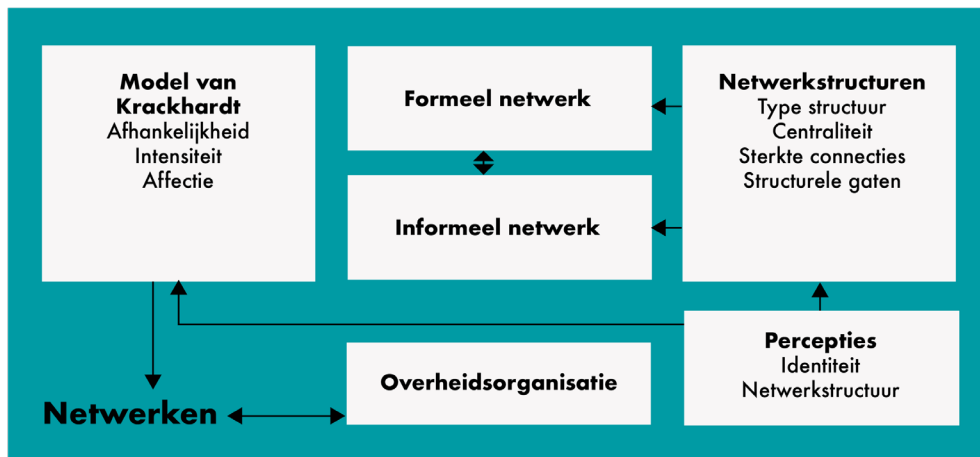 Model van
Krackhardt
Afhankelijkheid
Intensiteit
Affectie
Formeel netwerk
Informeel netwerk
Netwerkstructuren
Type structuur
Centraliteit
Sterkte connecties
Structurele gaten
Percepties
Identiteit
Netwerkstructuur
Overheidsorganisatie
Netwerken